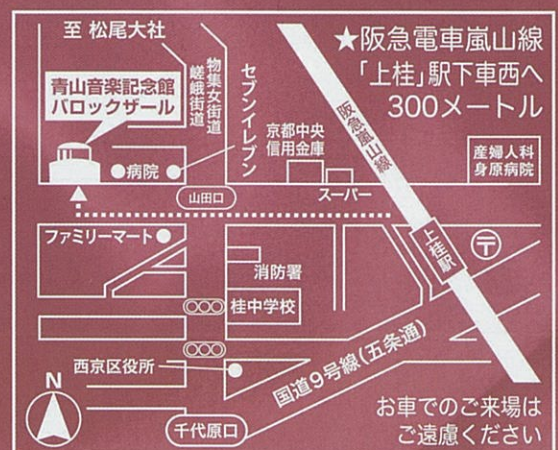 至 松尾大社
★阪急電車嵐山線
「上桂」駅下車西へ
300メートル
青山音楽記念館
バロックザール
物集女街道
嵯峨街道
セブンイレブン
阪急嵐山線
京都中央
信用金庫
産婦人科
身原病院
病院
山田口
スーパー
ファミリーマート
上桂駅
〒
消防署
桂中学校
西京区役所
国道9号線(五条通)
N
千代原口
お車でのご来場は
ご遠慮ください